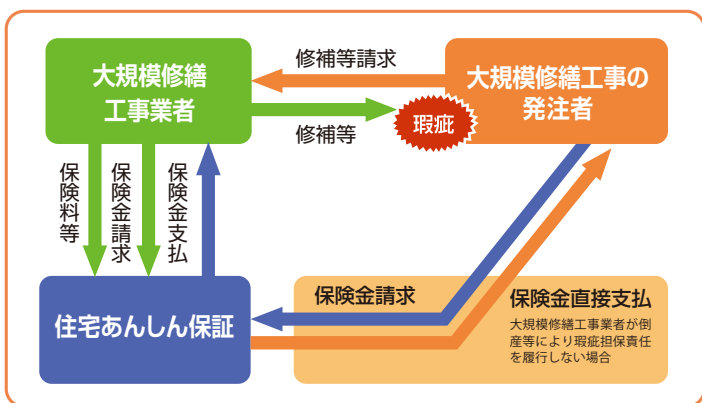 大規模修繕
工事業者
修補等請求
大規模修繕工事の
発注者
瑕疵
修補等
保険料等
保険金請求
保険金支払
住宅あんしん保証
保険金請求
保険金直接支払
大規模修繕工事業者が倒
産等により瑕疵担保責任
を履行しない場合